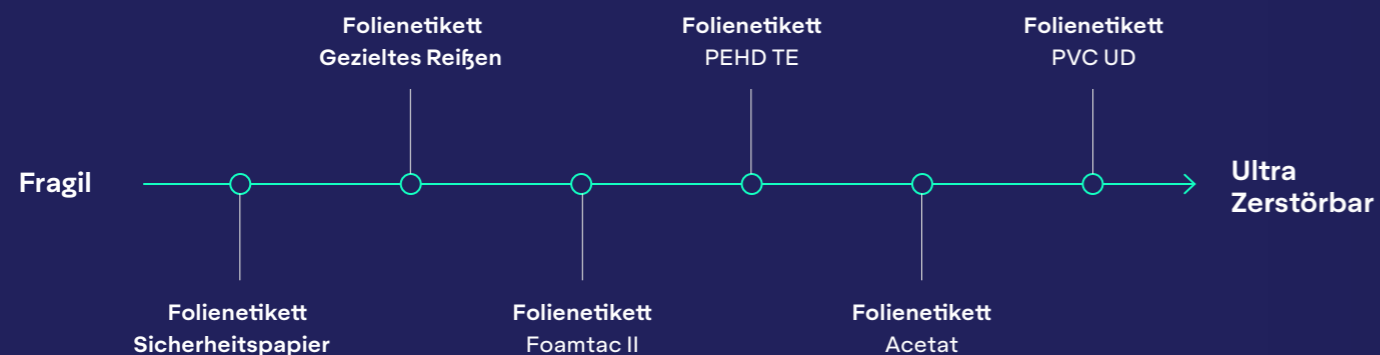 Folienetikett
Gezieltes Reißen
Folienetikett
PEHD TE
Folienetikett
PVC UD
Fragil
Ultra
Zerstörbar
Folienetikett
Sicherheitspapier
Folienetikett
Foamtac II
Folienetikett
Acetat